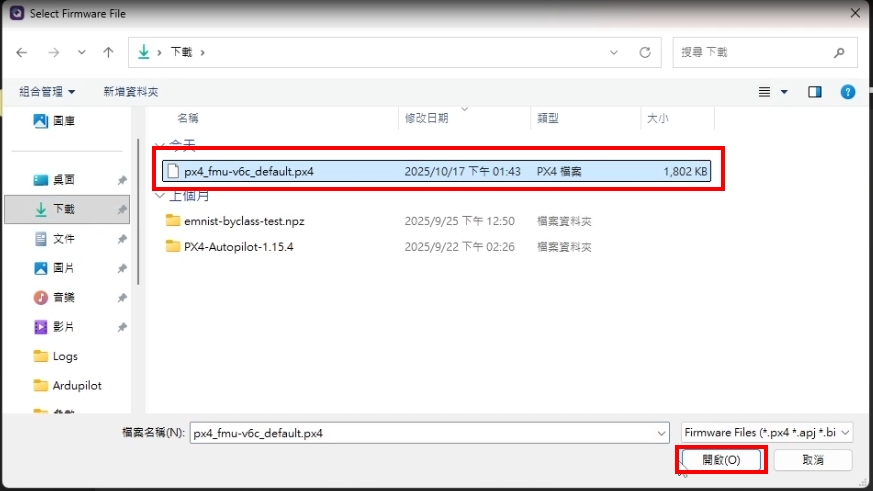 Select Firmware File
下載
搜尋 下載
組合管理 新增資料夾
圖庫
桌面
下載
文件
圖片
音樂
影片
Logs
Ardupilot
名稱 修改日期 類型 大小
今天
px4_fmu-v6c_default.px4 2025/10/17 下午 01:43 PX4 檔案 1,802 KB
上個月
emnist-byclass-test.npz 2025/9/25 下午 12:50 檔案資料夾
PX4-Autopilot-1.15.4 2025/9/22 下午 02:26 檔案資料夾
檔案名稱(N): px4_fmu-v6c_default.px4 Firmware Files (*.px4 *.apj *.bi
開啟(O) 取消